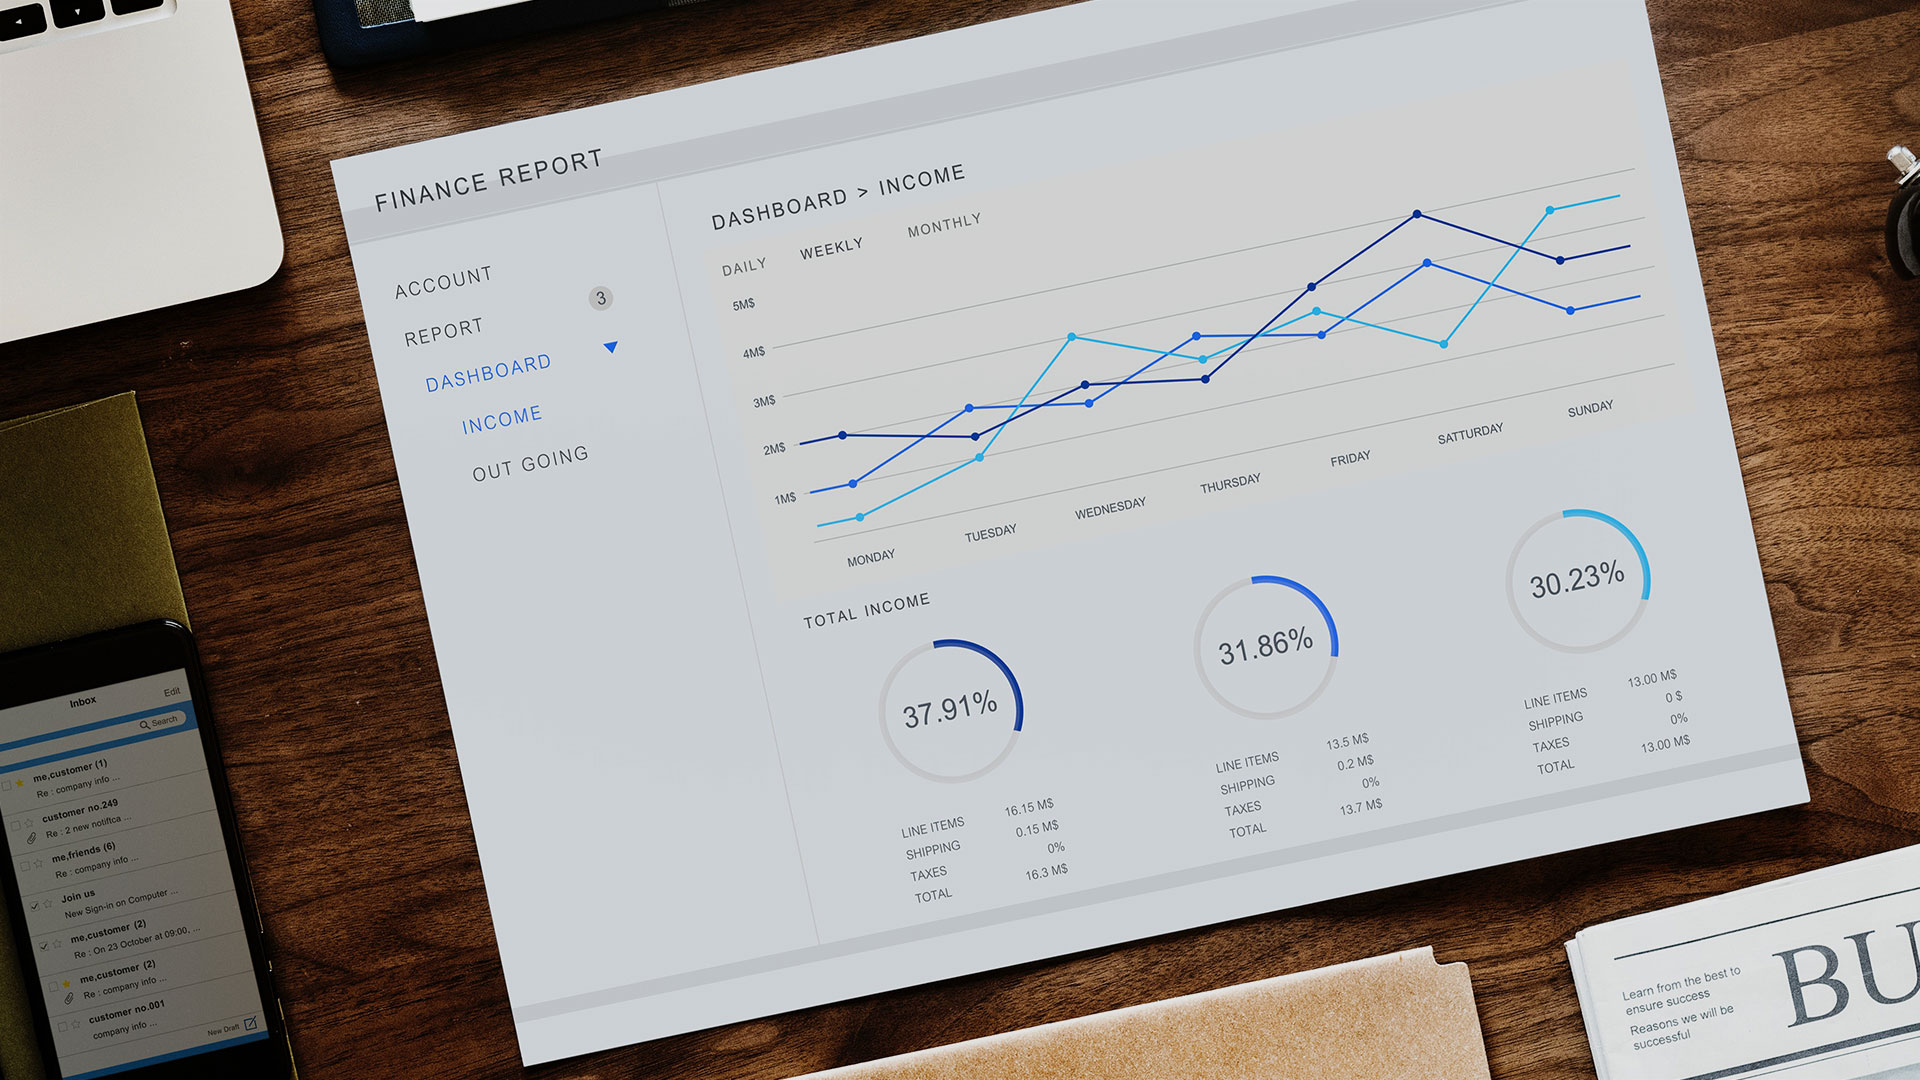 FINANCE REPORT
ACCOUNT
3
REPORT
DASHBOARD
INCOME
OUT GOING
DASHBOARD > INCOME
DAILY WEEKLY MONTHLY
5M$
4M$
3M$
2M$
1M$
MONDAY TUESDAY WEDNESDAY THURSDAY FRIDAY SATTURDAY SUNDAY
TOTAL INCOME
37.91%
LINE ITEMS 16.15 M$
SHIPPING 0.15 M$
TAXES 0%
TOTAL 16.3 M$
31.86%
LINE ITEMS 13.5 M$
SHIPPING 0.2 M$
TAXES 0%
TOTAL 13.7 M$
30.23%
LINE ITEMS 13.00 M$
SHIPPING 0 $
TAXES 0%
TOTAL 13.00 M$
Inbox Edit
Search
me,customer (1)
Re : company info ...
customer no.249
Re : 2 new notiftca ...
me,friends (6)
Re : company info ...
Join us
New Sign-in on Computer ...
me,customer (2)
Re : On 23 October at 09:00, ...
me,customer (2)
Re : company info ...
customer no.001
company info ...
New Draft
Learn from the best to
ensure success
Reasons we will be
successful
BU